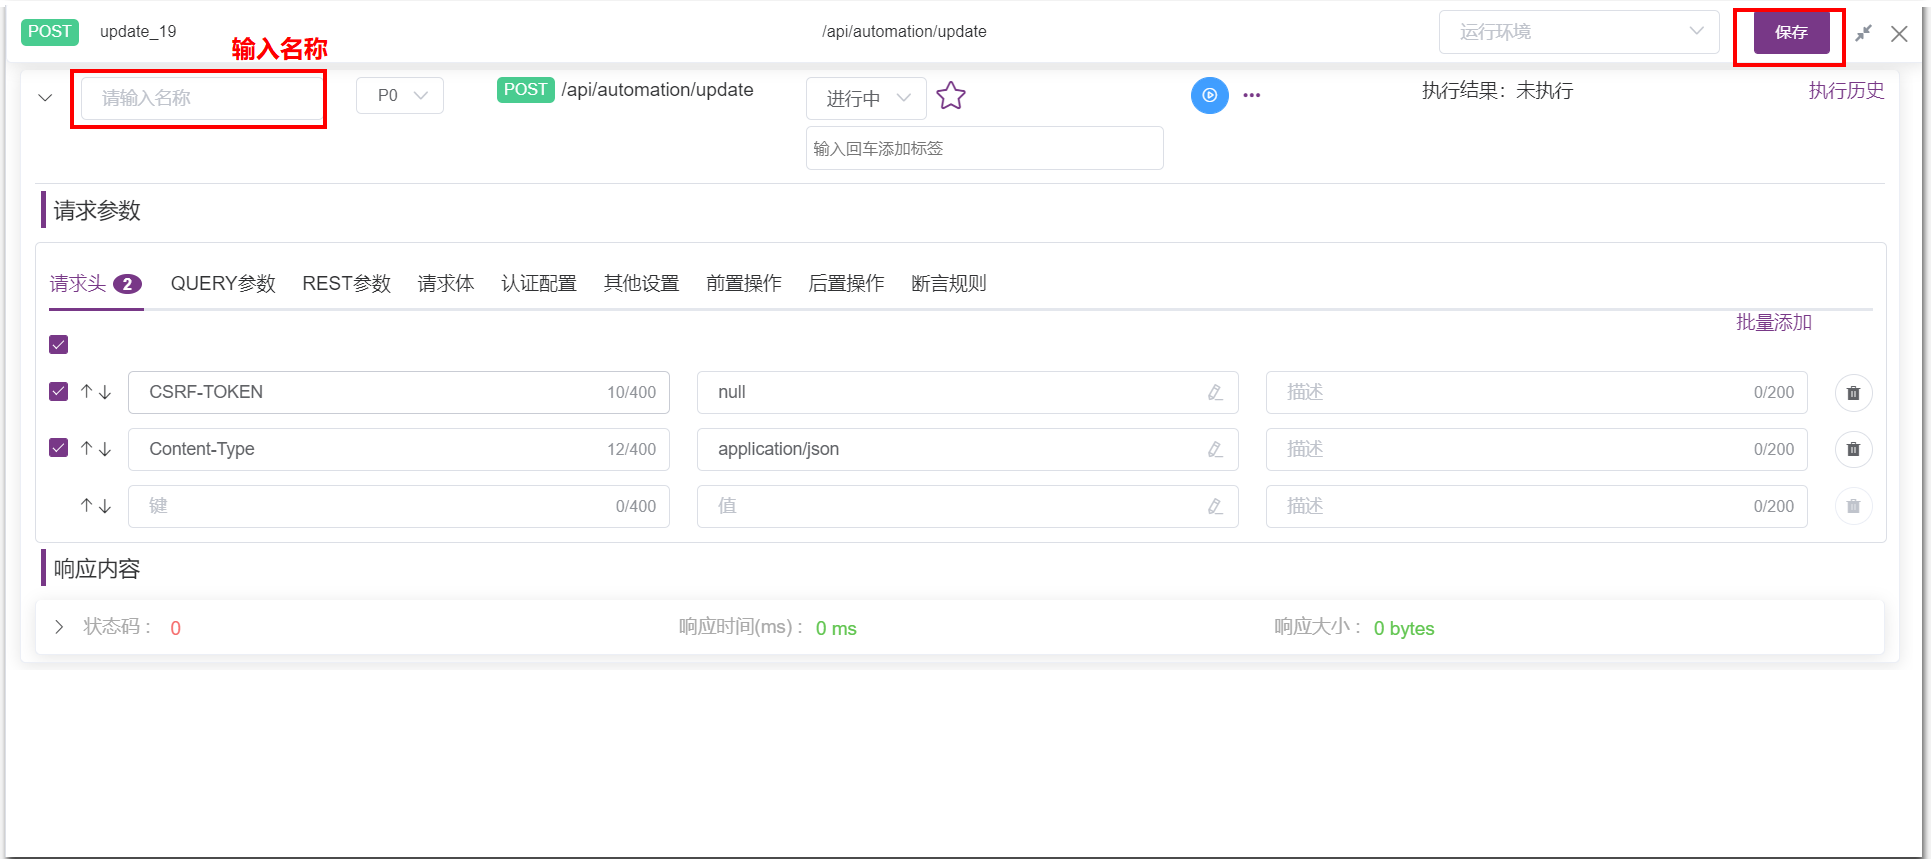 POST update_19 /api/automation/update 运行环境 保存
输入名称
请输入名称 P0 POST /api/automation/update 进行中 执行结果：未执行 执行历史
输入回车添加标签
请求参数
请求头 2 QUERY参数 REST参数 请求体 认证配置 其他设置 前置操作 后置操作 断言规则
批量添加
CSRF-TOKEN 10/400 null 描述 0/200
Content-Type 12/400 application/json 描述 0/200
键 0/400 值 描述 0/200
响应内容
状态码： 0 响应时间(ms)： 0 ms 响应大小： 0 bytes